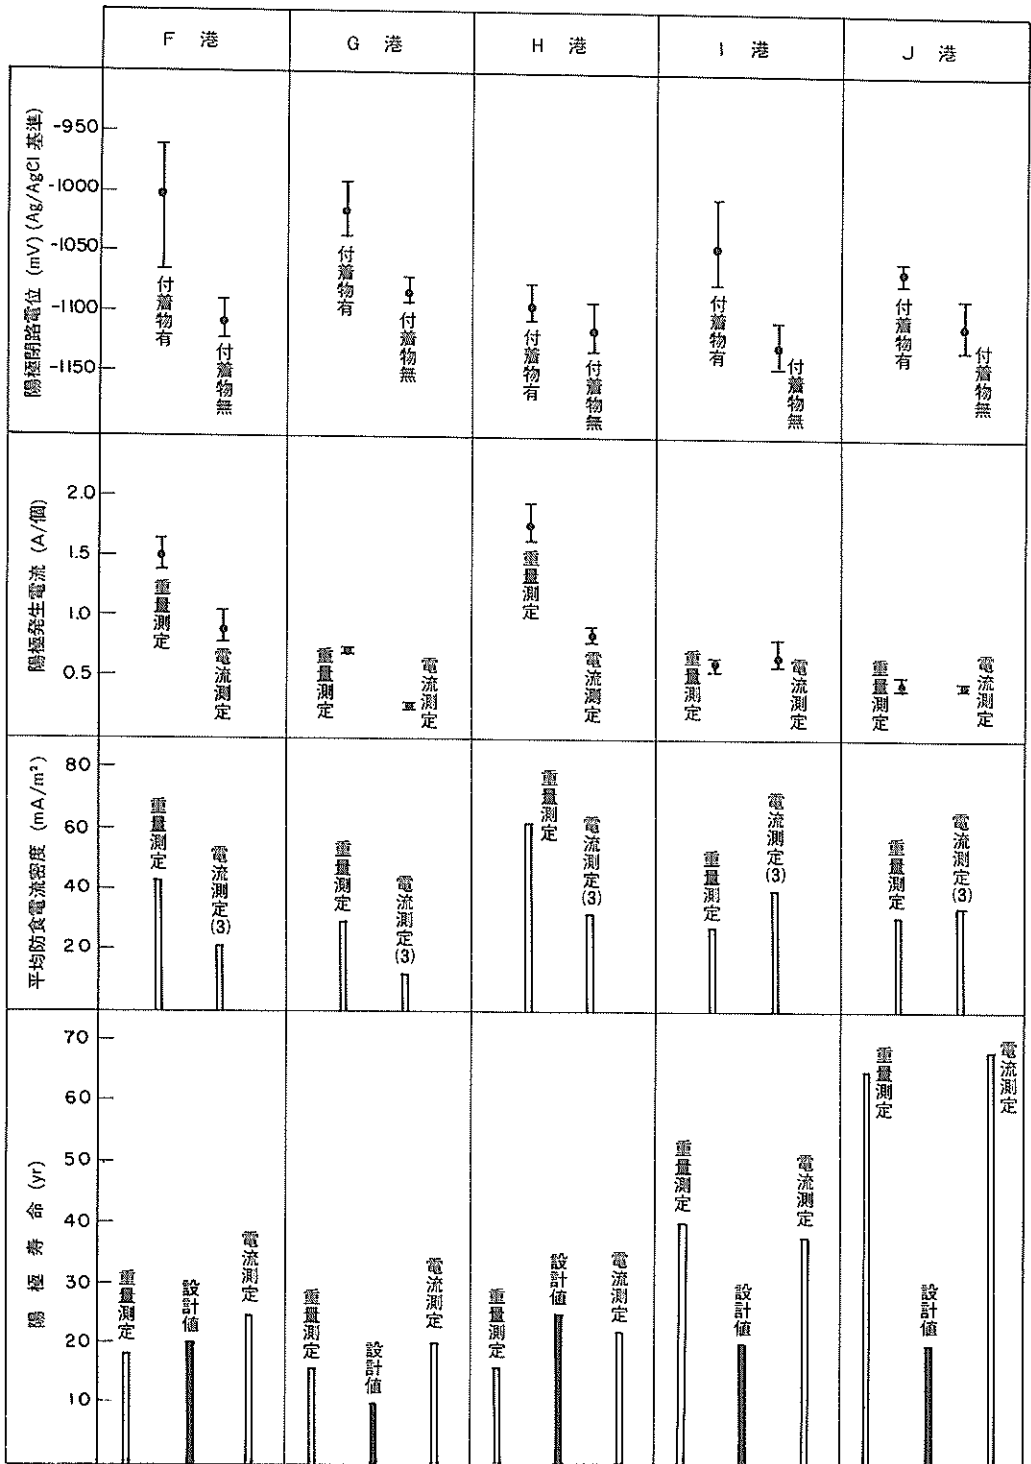 F 港
G 港
H 港
I 港
J 港
陽極閉路電位 (mV) (Ag/AgCl 基準)
-950
-1000
-1050
-1100
-1150
付着物有
付着物無
付着物有
付着物無
付着物有
付着物無
付着物有
付着物無
付着物有
付着物無
陽極発生電流 (A/個)
2.0
1.5
1.0
0.5
重量測定
電流測定
重量測定
電流測定
重量測定
電流測定
重量測定
電流測定
重量測定
電流測定
平均防食電流密度 (mA/m²)
80
60
40
20
重量測定
電流測定(3)
重量測定
電流測定(3)
重量測定
電流測定(3)
重量測定
電流測定(3)
重量測定
電流測定(3)
陽極寿命 (yr)
70
60
50
40
30
20
10
重量測定
設計値
電流測定
重量測定
設計値
電流測定
重量測定
設計値
電流測定
重量測定
設計値
電流測定
重量測定
設計値
電流測定